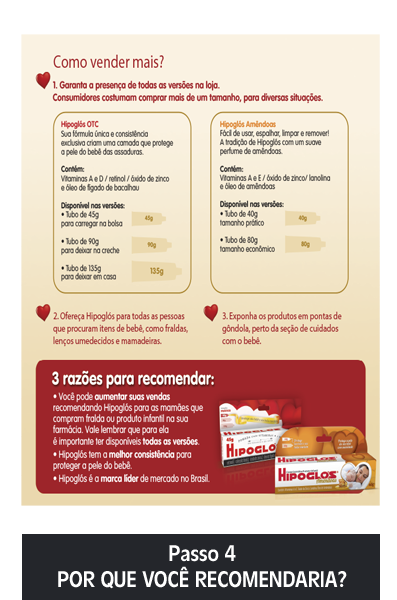 Como vender mais?
1. Garanta a presença de todas as versões na loja.
Consumidores costumam comprar mais de um tamanho, para diversas situações.
Hipoglós OTC
Sua fórmula única e consistência
exclusiva criam uma camada que protege
a pele do bebê das assaduras.
Contém:
Vitaminas A e D / retinol / óxido de zinco
e óleo de fígado de bacalhau
Disponível nas versões:
• Tubo de 45g
para carregar na bolsa
45g
• Tubo de 90g
para deixar na creche
90g
• Tubo de 135g
para deixar em casa
135g
Hipoglós Amêndoas
Fácil de usar, espalhar, limpar e remover!
A tradição de Hipoglós com um suave
perfume de amêndoas.
Contém:
Vitaminas A e E / óxido de zinco/ lanolina
e óleo de amêndoas
Disponível nas versões:
• Tubo de 40g
tamanho prático
40g
• Tubo de 80g
tamanho econômico
80g
2. Ofereça Hipoglós para todas as pessoas
que procuram itens de bebê, como fraldas,
lenços umedecidos e mamadeiras.
3. Exponha os produtos em pontas de
gôndola, perto da seção de cuidados
com o bebê.
3 razões para recomendar:
• Você pode aumentar suas vendas
recomendando Hipoglós para as mamães que
compram fralda ou produto infantil na sua
farmácia. Vale lembrar que para ela
é importante ter disponíveis todas as versões.
• Hipoglós tem a melhor consistência para
proteger a pele do bebê.
• Hipoglós é a marca líder de mercado no Brasil.
45g
HIPOGLÓS
HIPOGLÓS
Passo 4
POR QUE VOCÊ RECOMENDARIA?